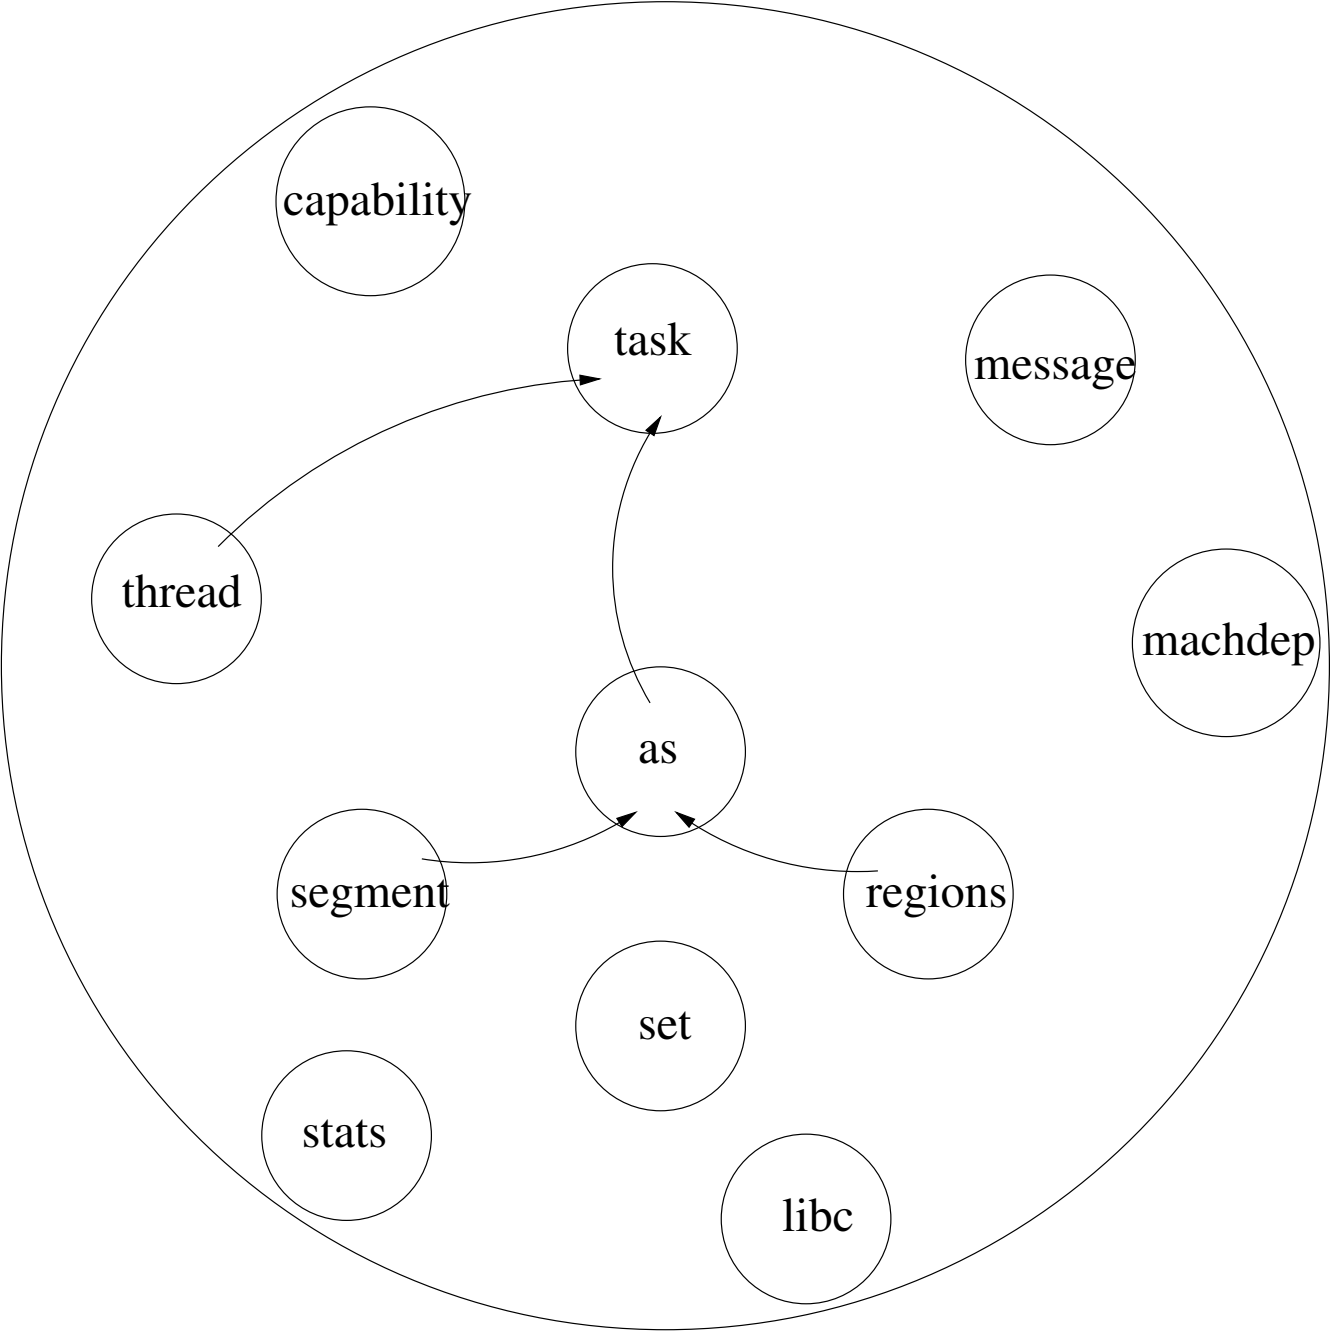 capability
task
message
thread
machdep
as
segment
regions
set
stats
libc